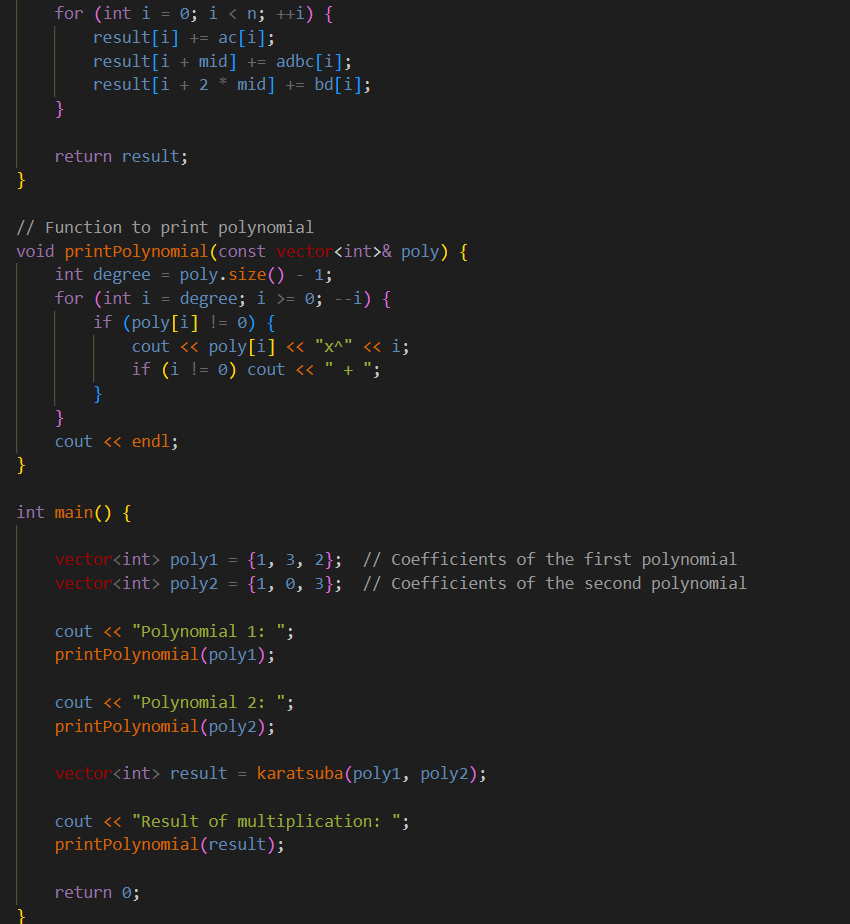 for (int i = 0; i < n; ++i) {
result[i] += ac[i];
result[i + mid] += adbc[i];
result[i + 2 * mid] += bd[i];
}
return result;
}
// Function to print polynomial
void printPolynomial(const vector<int>& poly) {
int degree = poly.size() - 1;
for (int i = degree; i >= 0; --i) {
if (poly[i] != 0) {
cout << poly[i] << "x^" << i;
if (i != 0) cout << " + ";
}
}
cout << endl;
}
int main() {
vector<int> poly1 = {1, 3, 2};  // Coefficients of the first polynomial
vector<int> poly2 = {1, 0, 3};  // Coefficients of the second polynomial
cout << "Polynomial 1: ";
printPolynomial(poly1);
cout << "Polynomial 2: ";
printPolynomial(poly2);
vector<int> result = karatsuba(poly1, poly2);
cout << "Result of multiplication: ";
printPolynomial(result);
return 0;
}